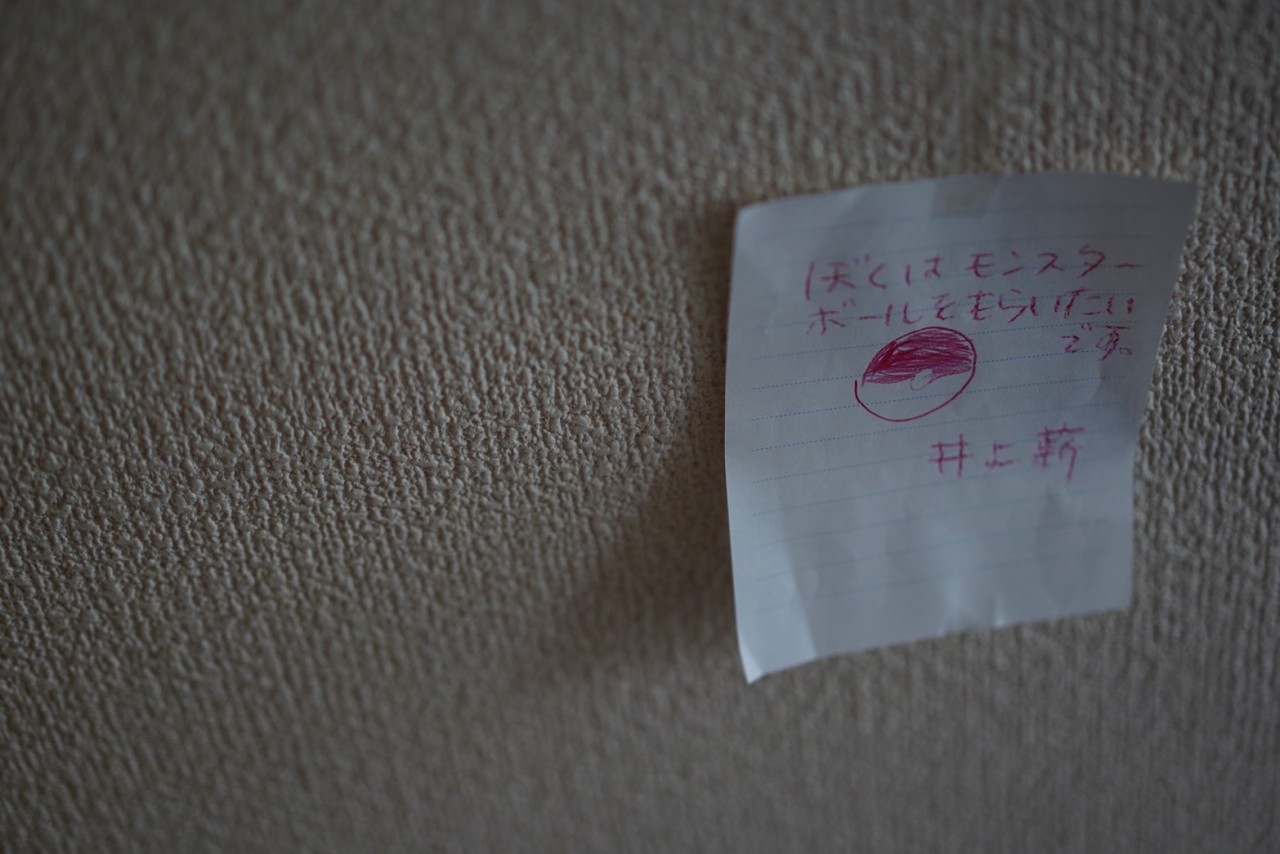 ぼくはモンスター
ボールをもらいたい
です。
井上新